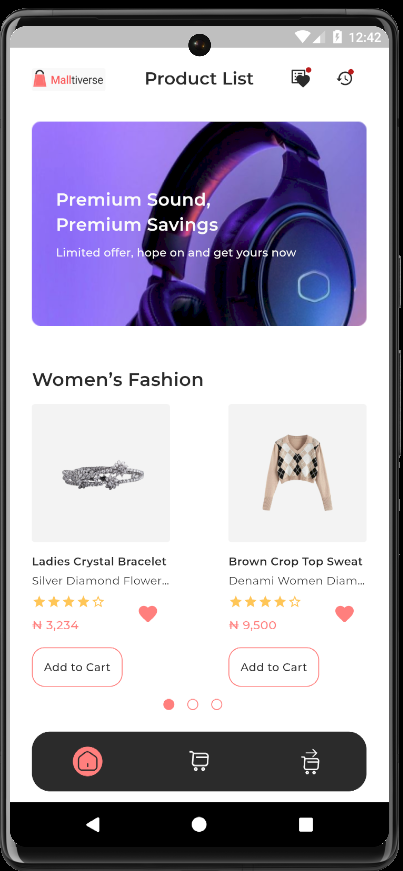 12:42
Malltiverse
Product List
Premium Sound,
Premium Savings
Limited offer, hope on and get yours now
Women’s Fashion
Ladies Crystal Bracelet
Brown Crop Top Sweat
Silver Diamond Flower...
Denami Women Diam...
₦ 3,234
₦ 9,500
Add to Cart
Add to Cart